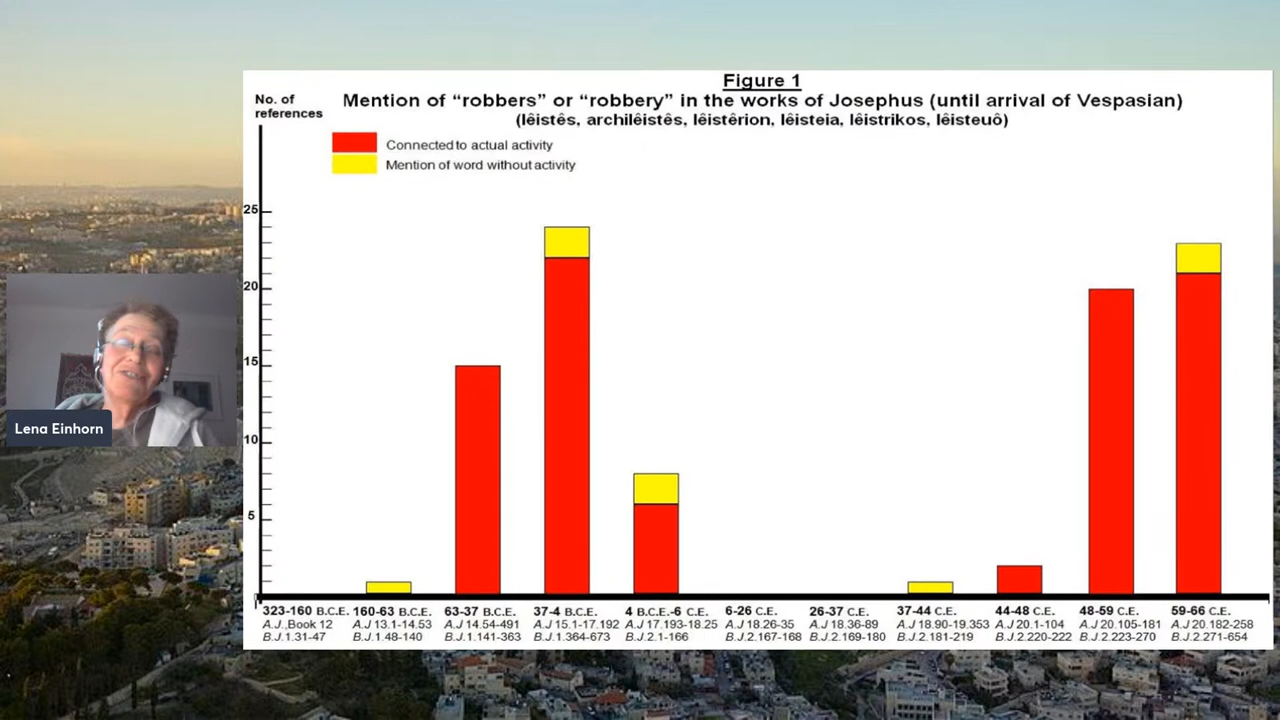 Figure 1
No. of
references
Mention of “robbers” or “robbery” in the works of Josephus (until arrival of Vespasian)
(lêistês, archilêistês, lêistêrion, lêisteia, lêistrikos, lêisteuô)
Connected to actual activity
Mention of word without activity
25
20
15
10
5
Lena Einhorn
323-160 B.C.E. 160-63 B.C.E. 63-37 B.C.E. 37-4 B.C.E. 4 B.C.E.-6 C.E. 6-26 C.E. 26-37 C.E. 37-44 C.E. 44-48 C.E. 48-59 C.E. 59-66 C.E.
A.J.,Book 12 A.J. 13.1-14.53 A.J. 14.54-491 A.J. 15.1-17.192 A.J. 17.193-18.25 A.J. 18.26-35 A.J. 18.36-89 A.J. 18.90-19.353 A.J. 20.1-104 A.J. 20.105-181 A.J. 20.182-258
B.J.1.31-47 B.J.1.48-140 B.J.1.141-363 B.J.1.364-673 B.J.2.1-166 B.J.2.167-168 B.J.2.169-180 B.J.2.181-219 B.J.2.220-222 B.J.2.223-270 B.J.2.271-654